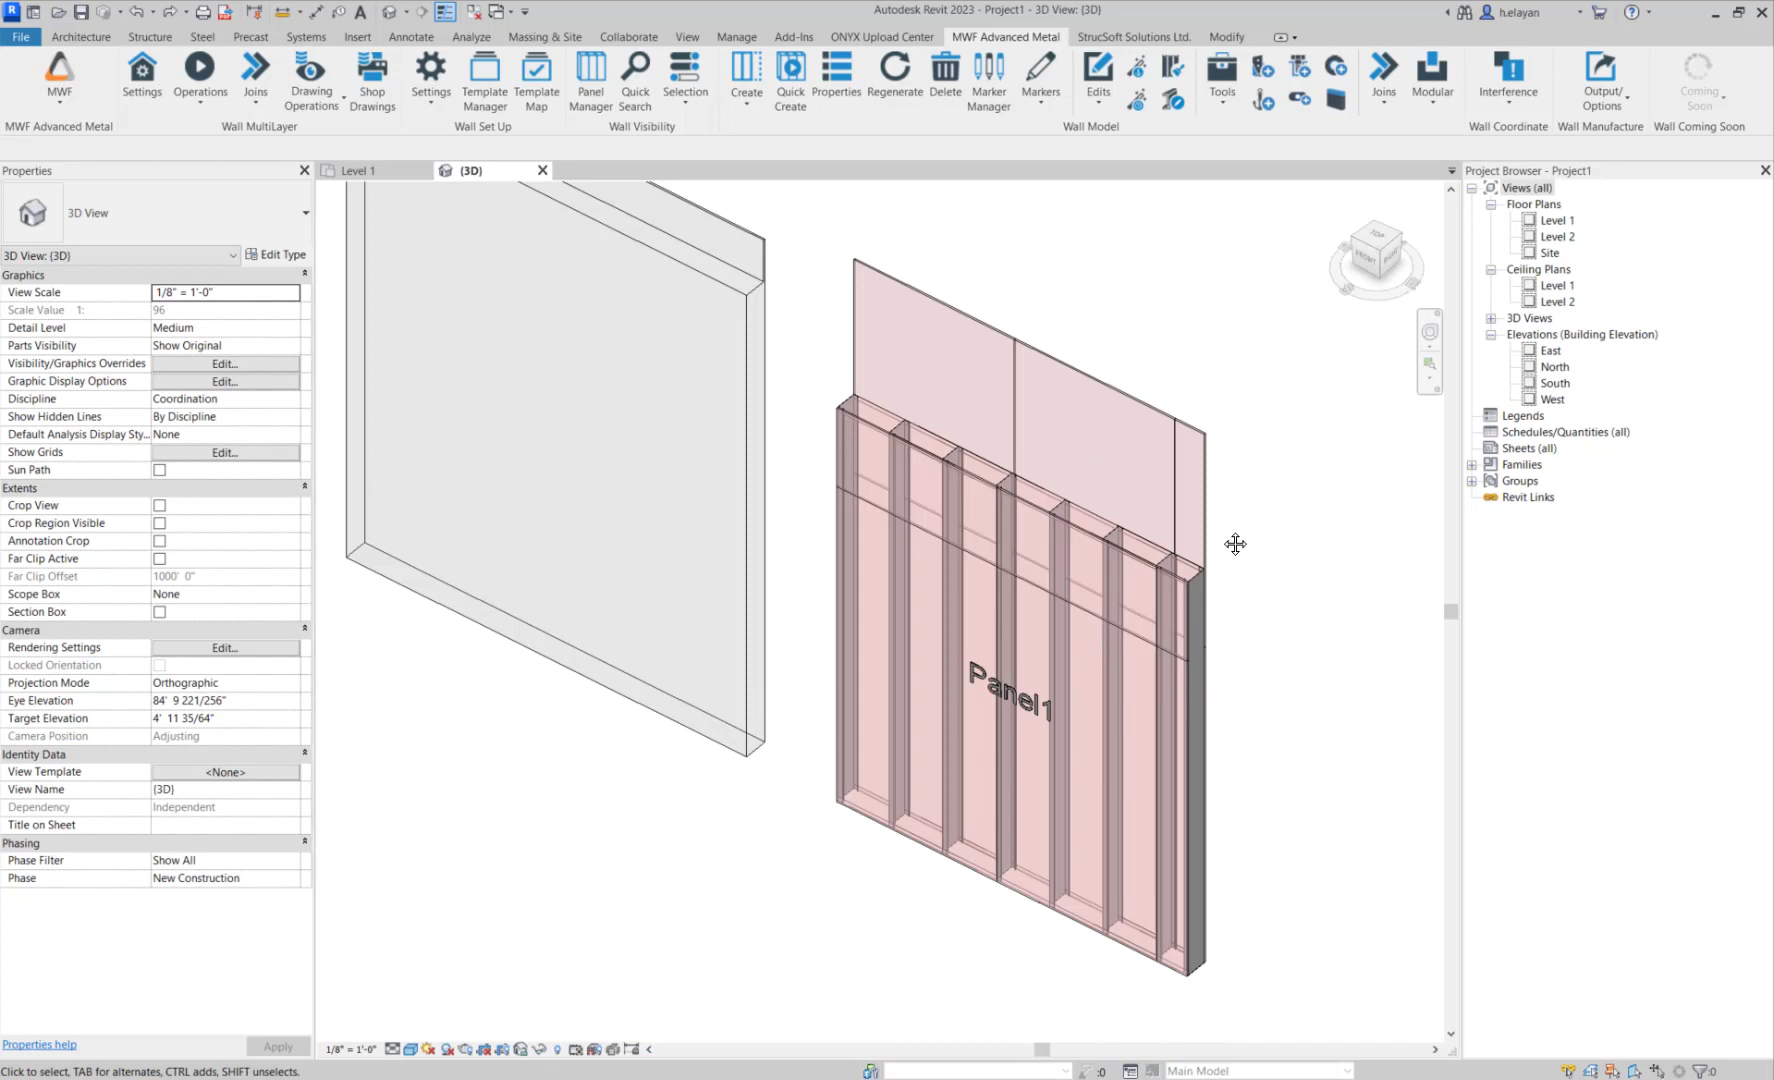 Autodesk Revit 2023 - Project1 - 3D View: {3D}
h.elayan
File Architecture Structure Steel Precast Systems Insert Annotate Analyze Massing & Site Collaborate View Manage Add-Ins ONYX Upload Center MWF Advanced Metal StrucSoft Solutions Ltd. Modify
MWF Settings Operations Joins Drawing Operations Shop Drawings Settings Template Manager Template Map Panel Manager Quick Search Selection Create Quick Create Properties Regenerate Delete Marker Manager Markers Edits Tools Joins Modular Interference Output/ Options Coming Soon
MWF Advanced Metal Wall MultiLayer Wall Set Up Wall Visibility Wall Model Wall Coordinate Wall Manufacture Wall Coming Soon
Properties
3D View
3D View: {3D} Edit Type
Graphics
View Scale 1/8" = 1'-0"
Scale Value 1: 96
Detail Level Medium
Parts Visibility Show Original
Visibility/Graphics Overrides Edit...
Graphic Display Options Edit...
Discipline Coordination
Show Hidden Lines By Discipline
Default Analysis Display Sty... None
Show Grids Edit...
Sun Path
Extents
Crop View
Crop Region Visible
Annotation Crop
Far Clip Active
Far Clip Offset 1000' 0"
Scope Box None
Section Box
Camera
Rendering Settings Edit...
Locked Orientation
Projection Mode Orthographic
Eye Elevation 84' 9 221/256"
Target Elevation 4' 11 35/64"
Camera Position Adjusting
Identity Data
View Template <None>
View Name {3D}
Dependency Independent
Title on Sheet
Phasing
Phase Filter Show All
Phase New Construction
Properties help Apply
Level 1 {3D}
TOP
FRONT
Panel1
1/8" = 1'-0"
Project Browser - Project1
Views (all)
Floor Plans
Level 1
Level 2
Site
Ceiling Plans
Level 1
Level 2
3D Views
Elevations (Building Elevation)
East
North
South
West
Legends
Schedules/Quantities (all)
Sheets (all)
Families
Groups
Revit Links
Click to select, TAB for alternates, CTRL adds, SHIFT unselects.
:0
Main Model
:0